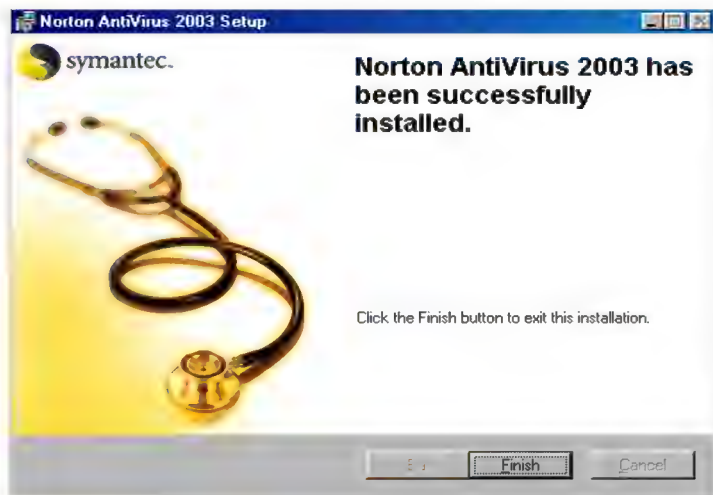 Norton AntiVirus 2003 Setup
symantec.
Norton AntiVirus 2003 has
been successfully
installed.
Click the Finish button to exit this installation.
Finish
Cancel